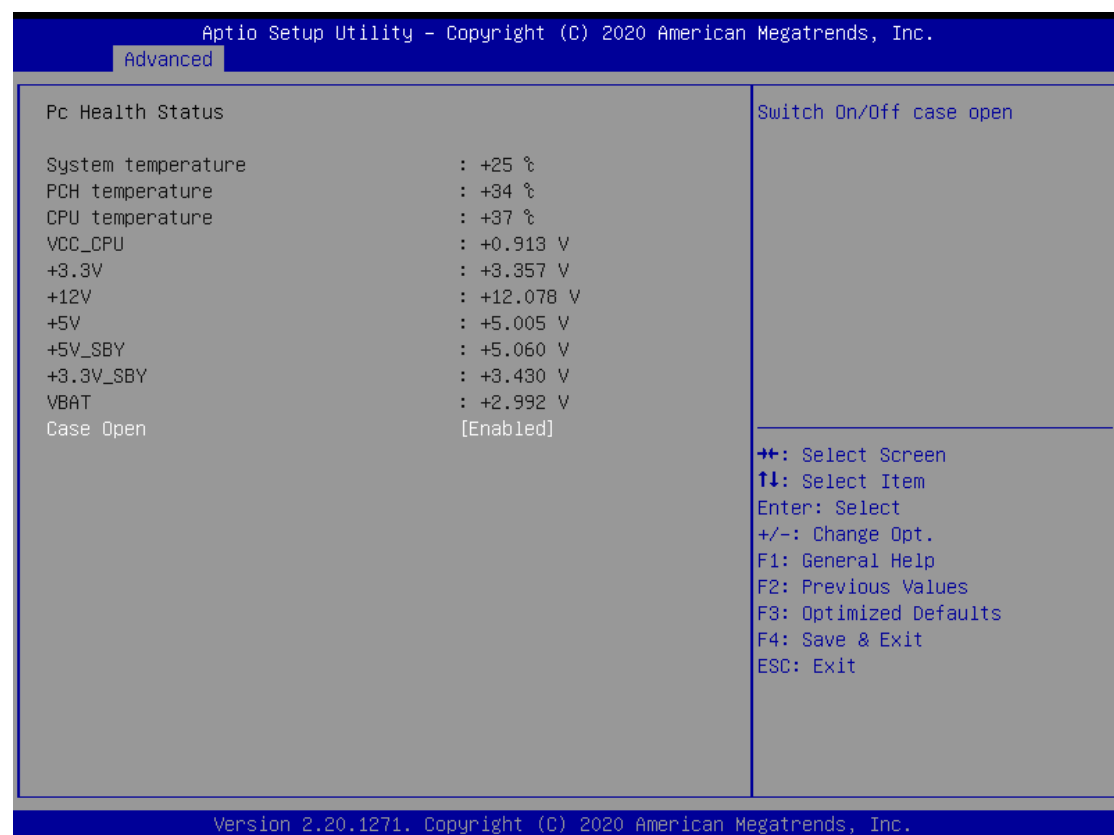 Aptio Setup Utility – Copyright (C) 2020 American Megatrends, Inc.
Advanced
Pc Health Status
System temperature : +25 ℃
PCH temperature : +34 ℃
CPU temperature : +37 ℃
VCC_CPU : +0.913 V
+3.3V : +3.357 V
+12V : +12.078 V
+5V : +5.005 V
+5V_SBY : +5.060 V
+3.3V_SBY : +3.430 V
VBAT : +2.992 V
Case Open [Enabled]
Switch On/Off case open
→←: Select Screen
↑↓: Select Item
Enter: Select
+/-: Change Opt.
F1: General Help
F2: Previous Values
F3: Optimized Defaults
F4: Save & Exit
ESC: Exit
Version 2.20.1271. Copyright (C) 2020 American Megatrends, Inc.